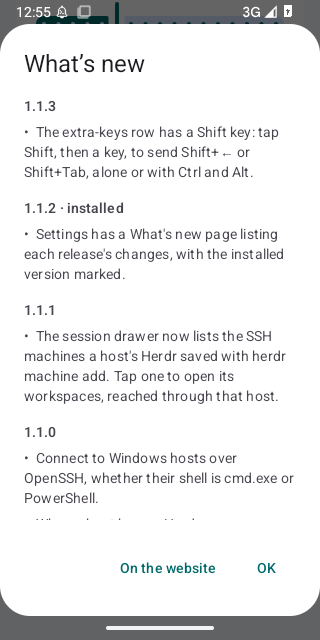 12:55
3G
What's new
1.1.3
• The extra-keys row has a Shift key: tap
Shift, then a key, to send Shift+← or
Shift+Tab, alone or with Ctrl and Alt.
1.1.2 · installed
• Settings has a What's new page listing
each release's changes, with the installed
version marked.
1.1.1
• The session drawer now lists the SSH
machines a host's Herdr saved with herdr
machine add. Tap one to open its
workspaces, reached through that host.
1.1.0
• Connect to Windows hosts over
OpenSSH, whether their shell is cmd.exe or
PowerShell.
On the website
OK